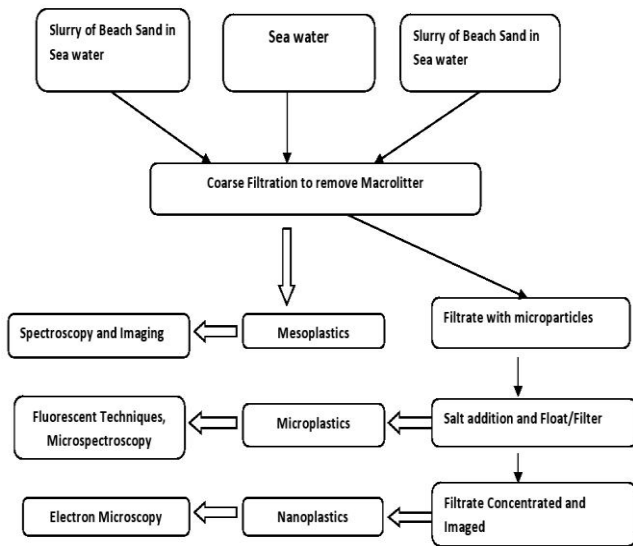 Slurry of Beach Sand in
Sea water
Sea water
Slurry of Beach Sand in
Sea water
Coarse Filtration to remove Macrolitter
Filtrate with microparticles
Spectroscopy and Imaging
Mesoplastics
Fluorescent Techniques,
Microspectroscopy
Microplastics
Salt addition and Float/Filter
Electron Microscopy
Nanoplastics
Filtrate Concentrated and
Imaged